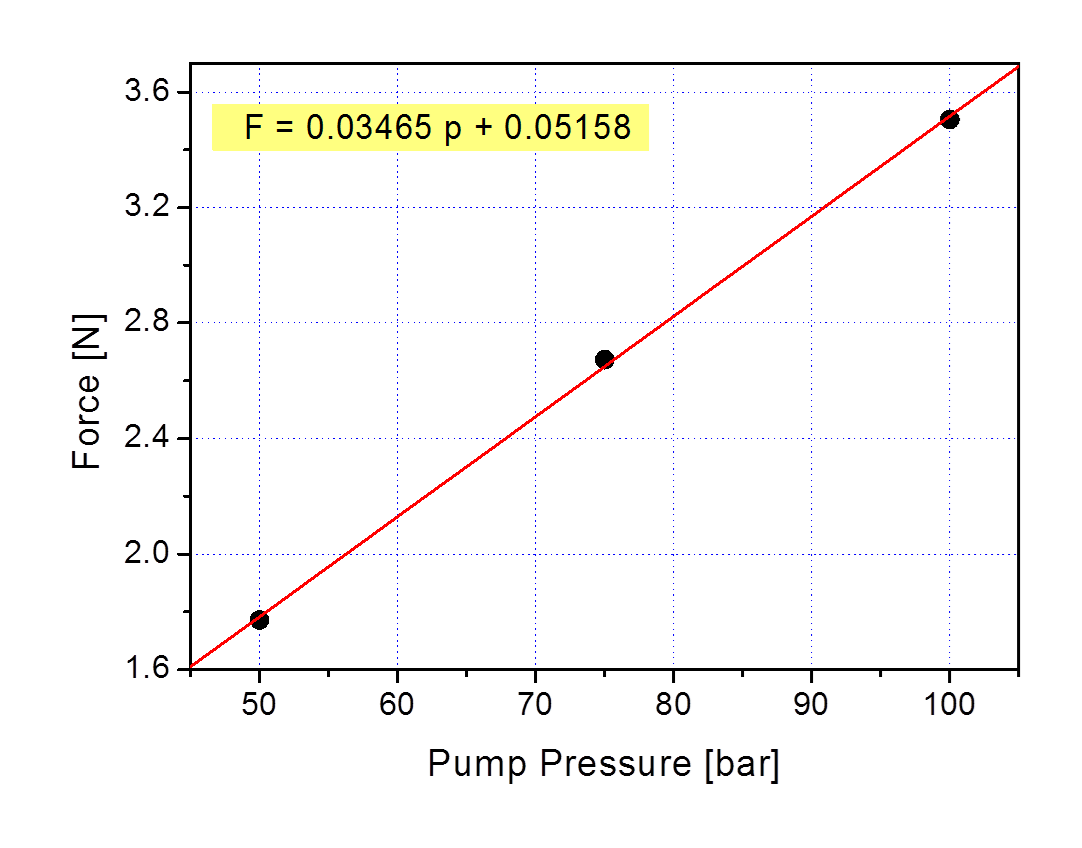 F = 0.03465 p + 0.05158
3.6
3.2
2.8
2.4
2.0
1.6
Force [N]
50 60 70 80 90 100
Pump Pressure [bar]